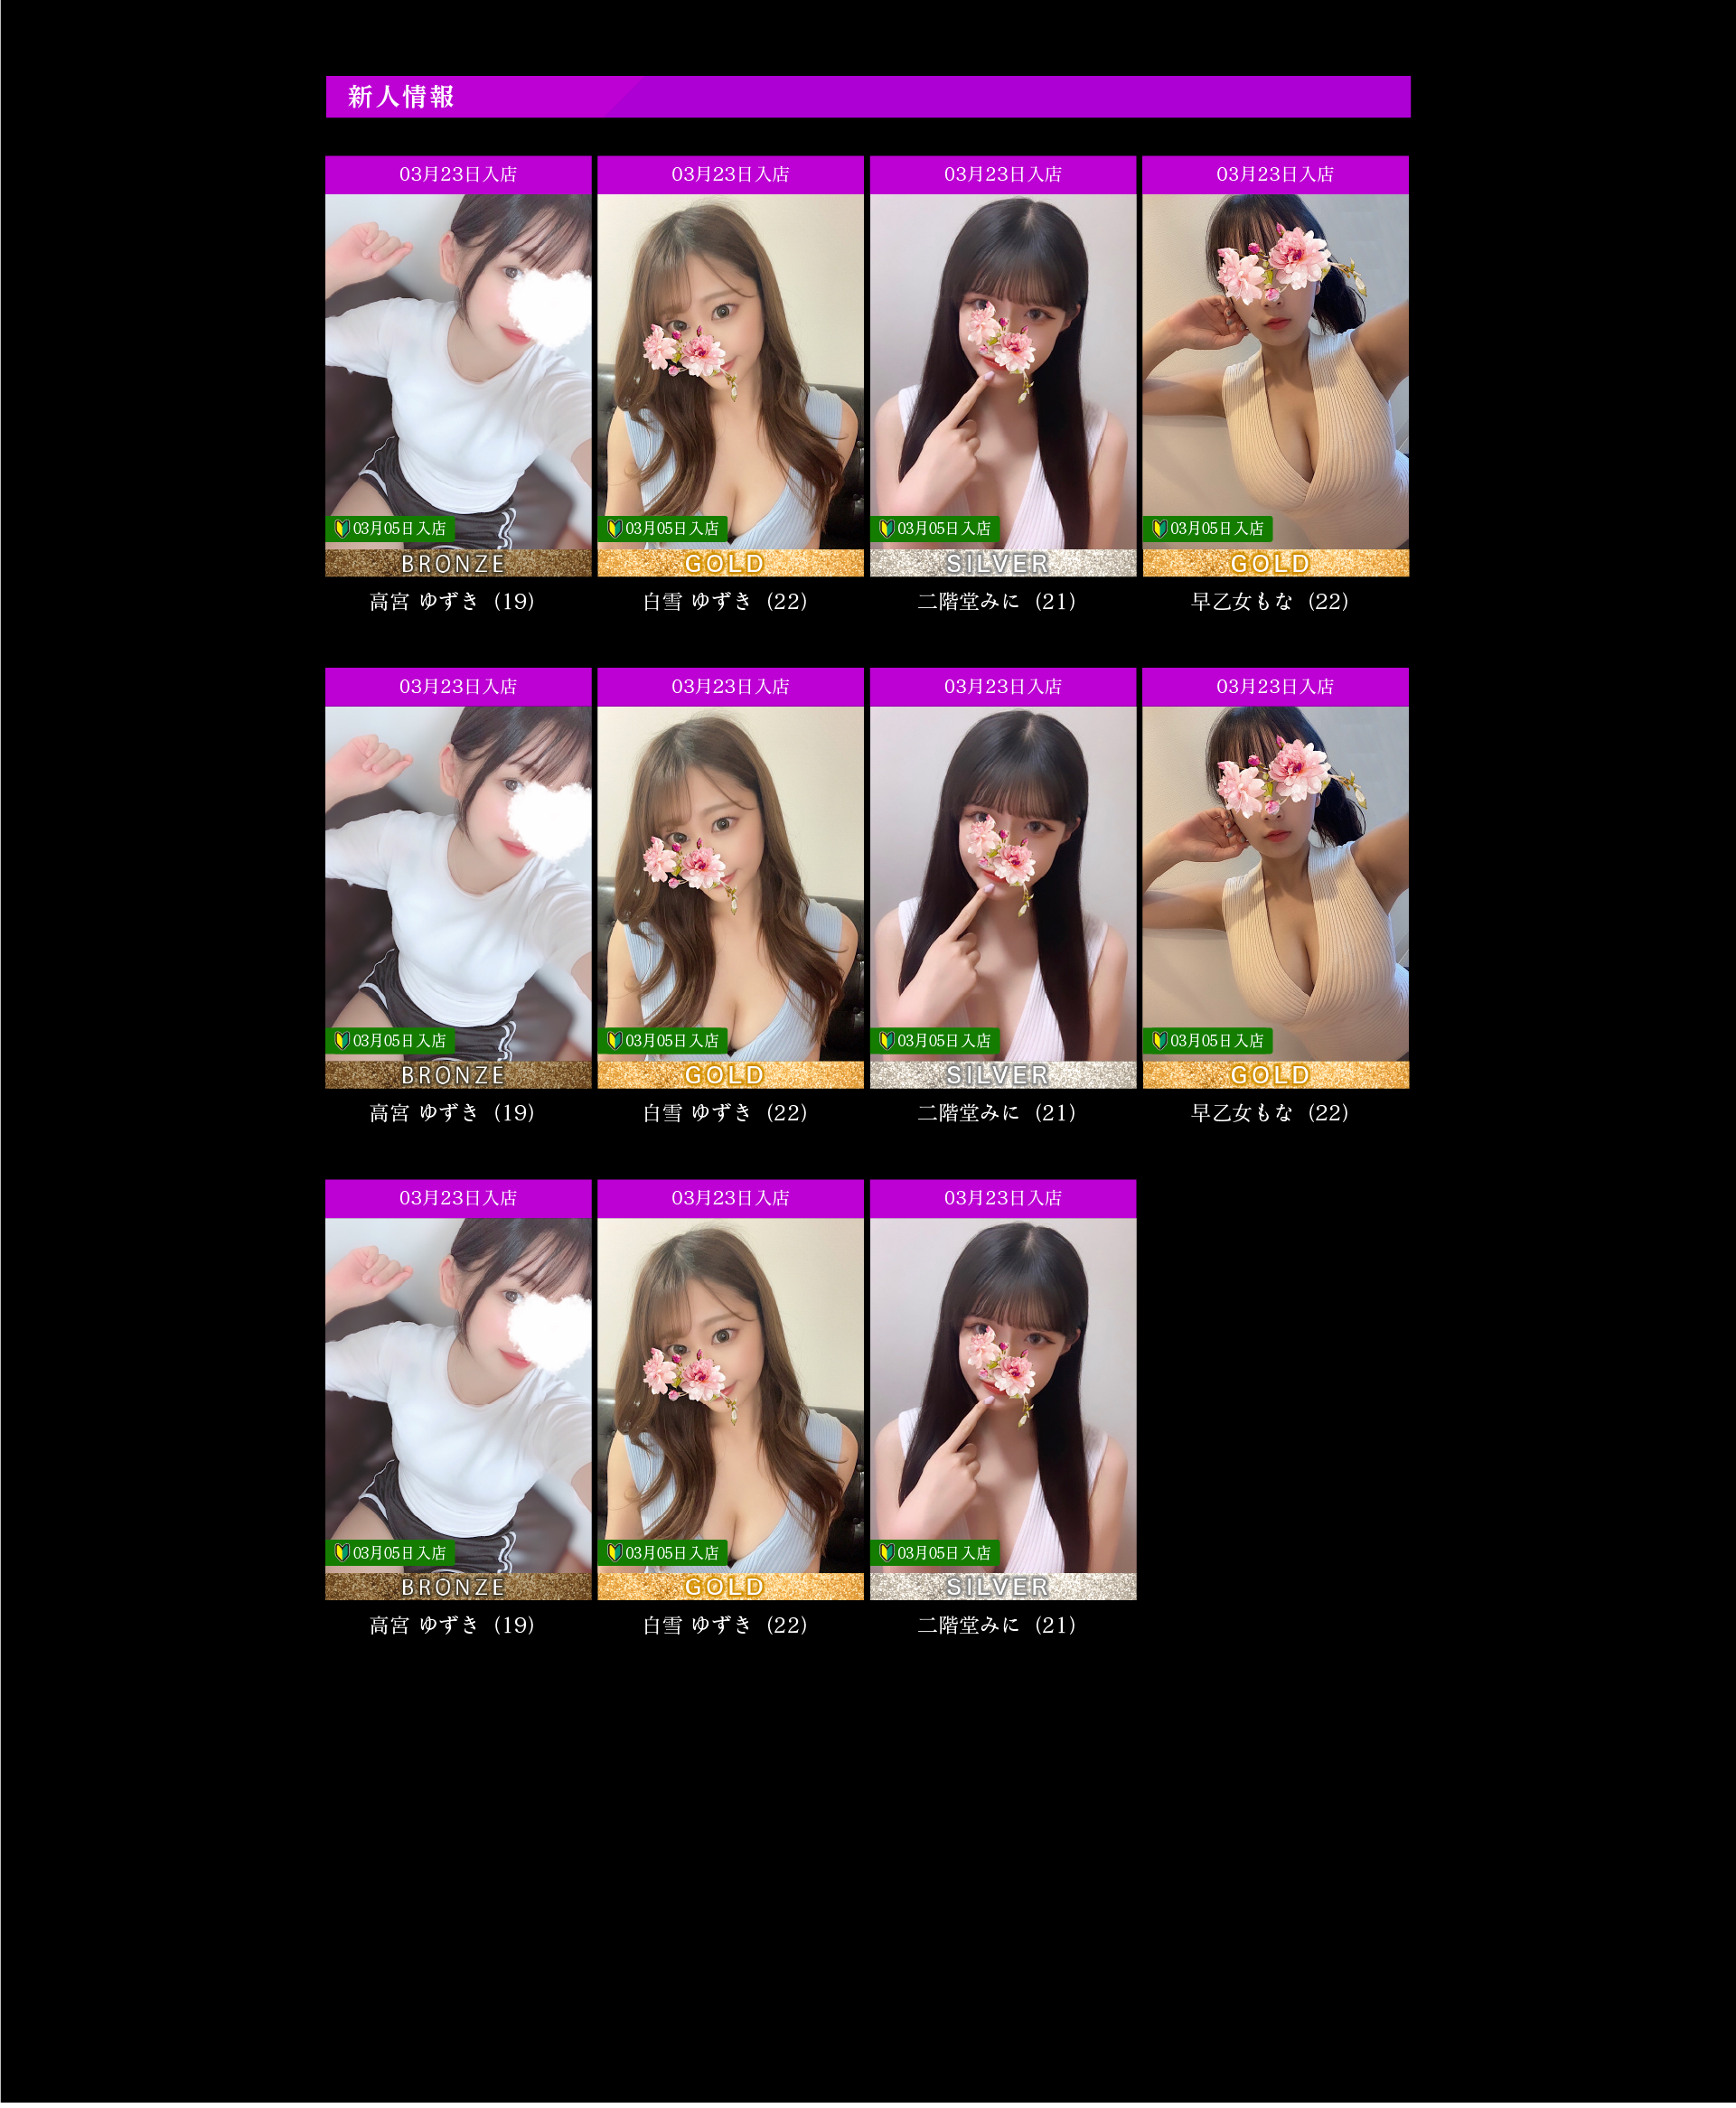 新人情報
03月23日入店 03月23日入店 03月23日入店 03月23日入店
03月05日入店 03月05日入店 03月05日入店 03月05日入店
BRONZE GOLD SILVER GOLD
高宮 ゆずき（19） 白雪 ゆずき（22） 二階堂みに（21） 早乙女もな（22）
03月23日入店 03月23日入店 03月23日入店 03月23日入店
03月05日入店 03月05日入店 03月05日入店 03月05日入店
BRONZE GOLD SILVER GOLD
高宮 ゆずき（19） 白雪 ゆずき（22） 二階堂みに（21） 早乙女もな（22）
03月23日入店 03月23日入店 03月23日入店
03月05日入店 03月05日入店 03月05日入店
BRONZE GOLD SILVER
高宮 ゆずき（19） 白雪 ゆずき（22） 二階堂みに（21）